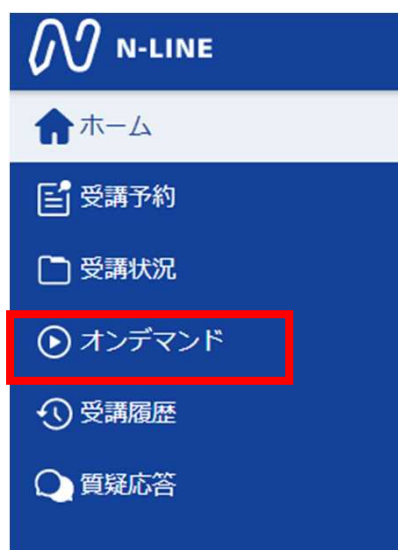 N-LINE
ホーム
受講予約
受講状況
オンデマンド
受講履歴
質疑応答